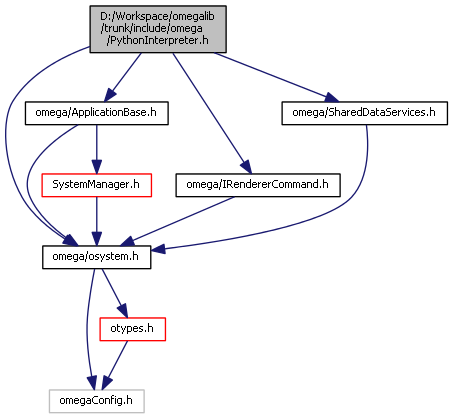 D:/Workspace/omegalib
/trunk/include/omega
/PythonInterpreter.h
omega/ApplicationBase.h
omega/SharedDataServices.h
SystemManager.h
omega/IRendererCommand.h
omega/osystem.h
otypes.h
omegaConfig.h